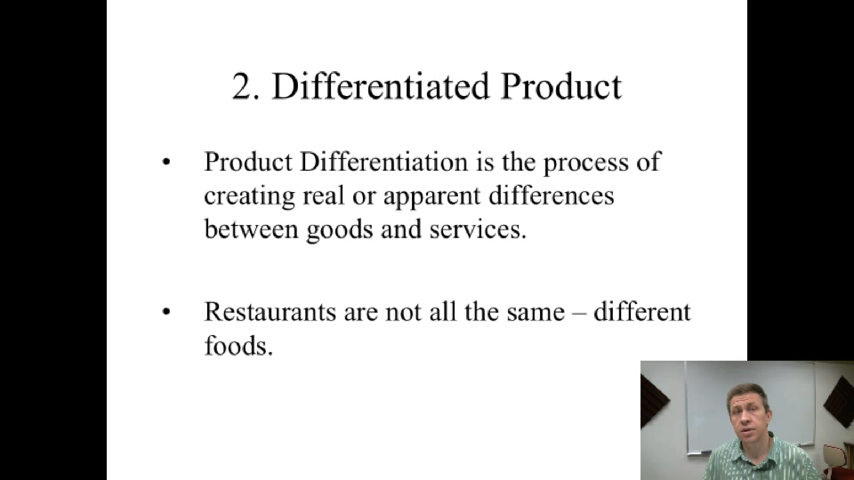 2. Differentiated Product
• Product Differentiation is the process of
creating real or apparent differences
between goods and services.
• Restaurants are not all the same – different
foods.